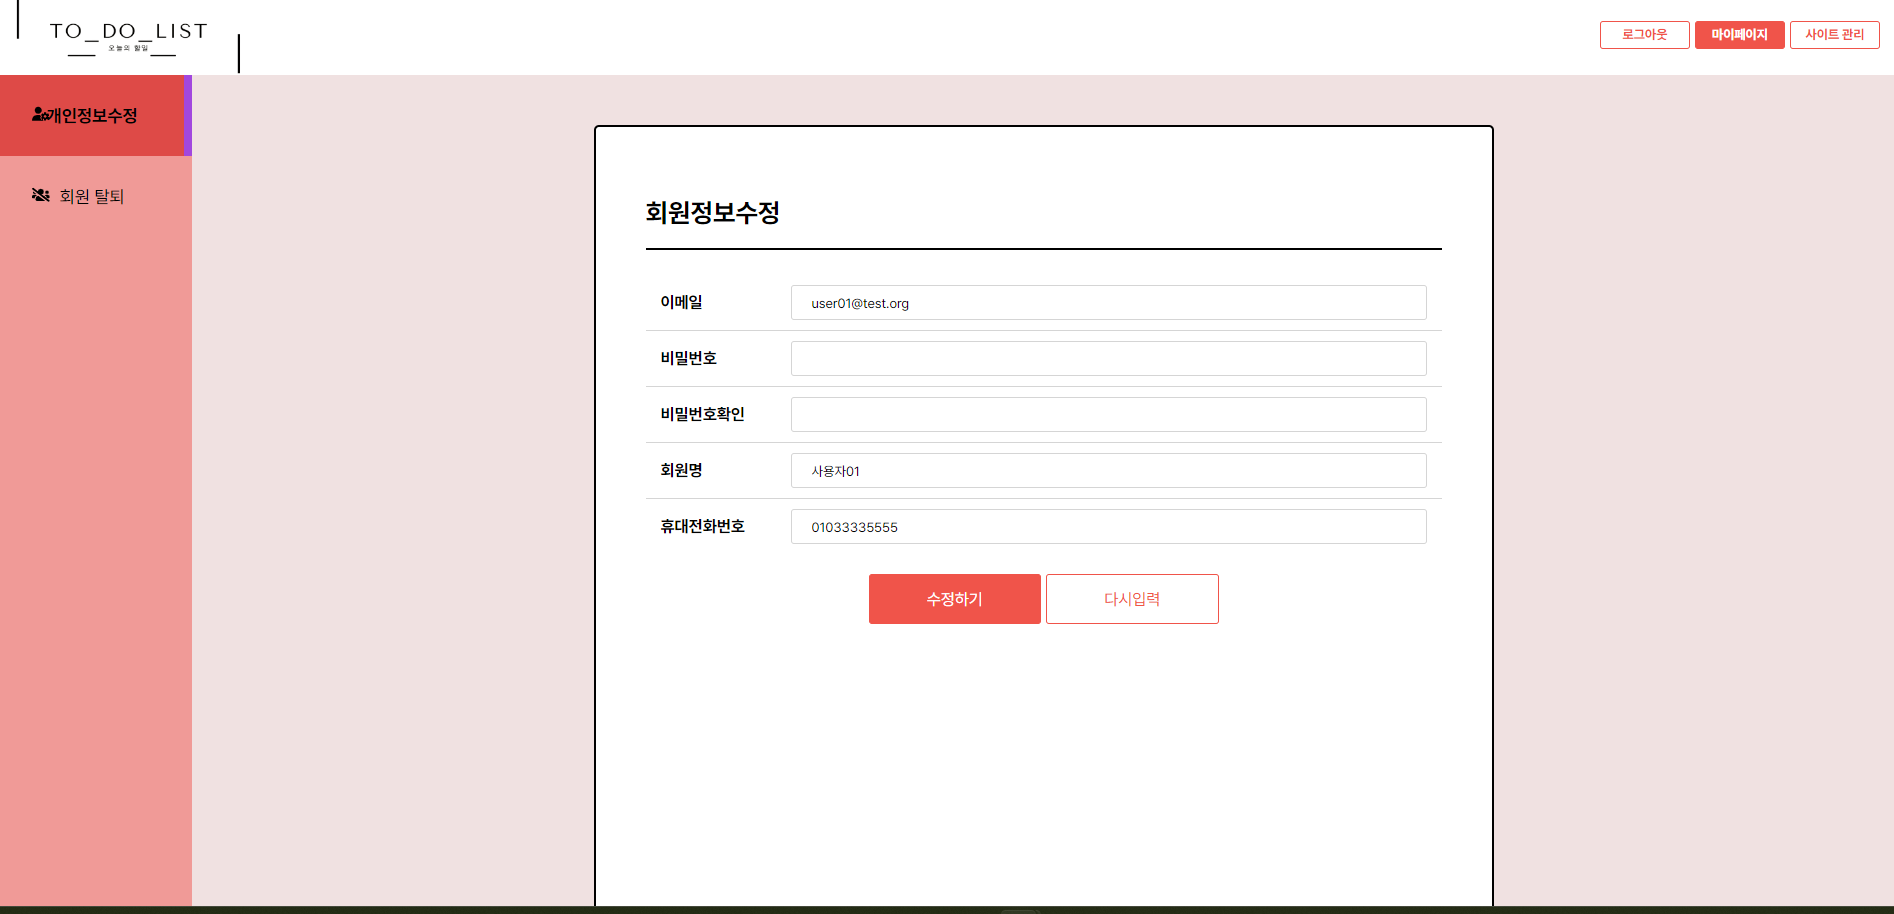 TO_DO_LIST
오늘의 할일
로그아웃
마이페이지
사이트 관리
개인정보수정
회원 탈퇴
회원정보수정
이메일
user01@test.org
비밀번호
비밀번호확인
회원명
사용자01
휴대전화번호
01033335555
수정하기
다시입력